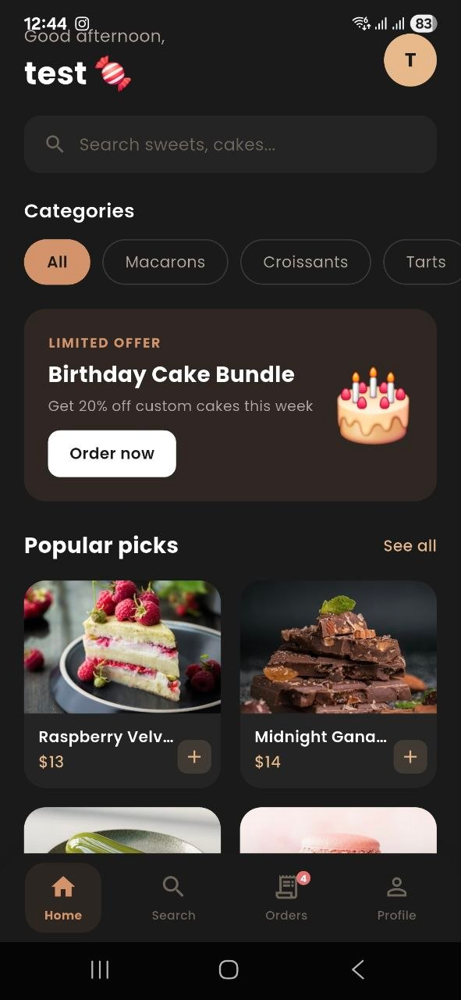 12:44
83
Good afternoon,
test
T
Search sweets, cakes...
Categories
All
Macarons
Croissants
Tarts
LIMITED OFFER
Birthday Cake Bundle
Get 20% off custom cakes this week
Order now
Popular picks
See all
Raspberry Velv...
$13
+
Midnight Gana...
$14
+
4
Home
Search
Orders
Profile